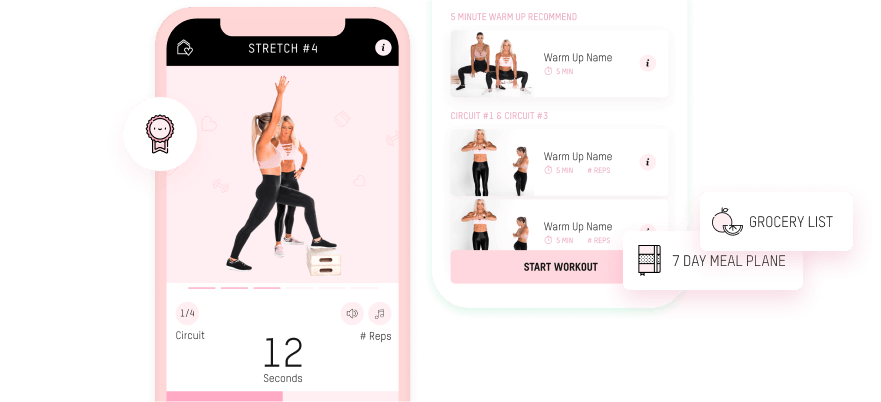 STRETCH #4
i
1/4
Circuit
# Reps
12
Seconds
5 MINUTE WARM UP RECOMMEND
Warm Up Name
5 MIN
i
CIRCUIT #1 & CIRCUIT #3
Warm Up Name
5 MIN # REPS
i
Warm Up Name
5 MIN # REPS
START WORKOUT
GROCERY LIST
7 DAY MEAL PLANE